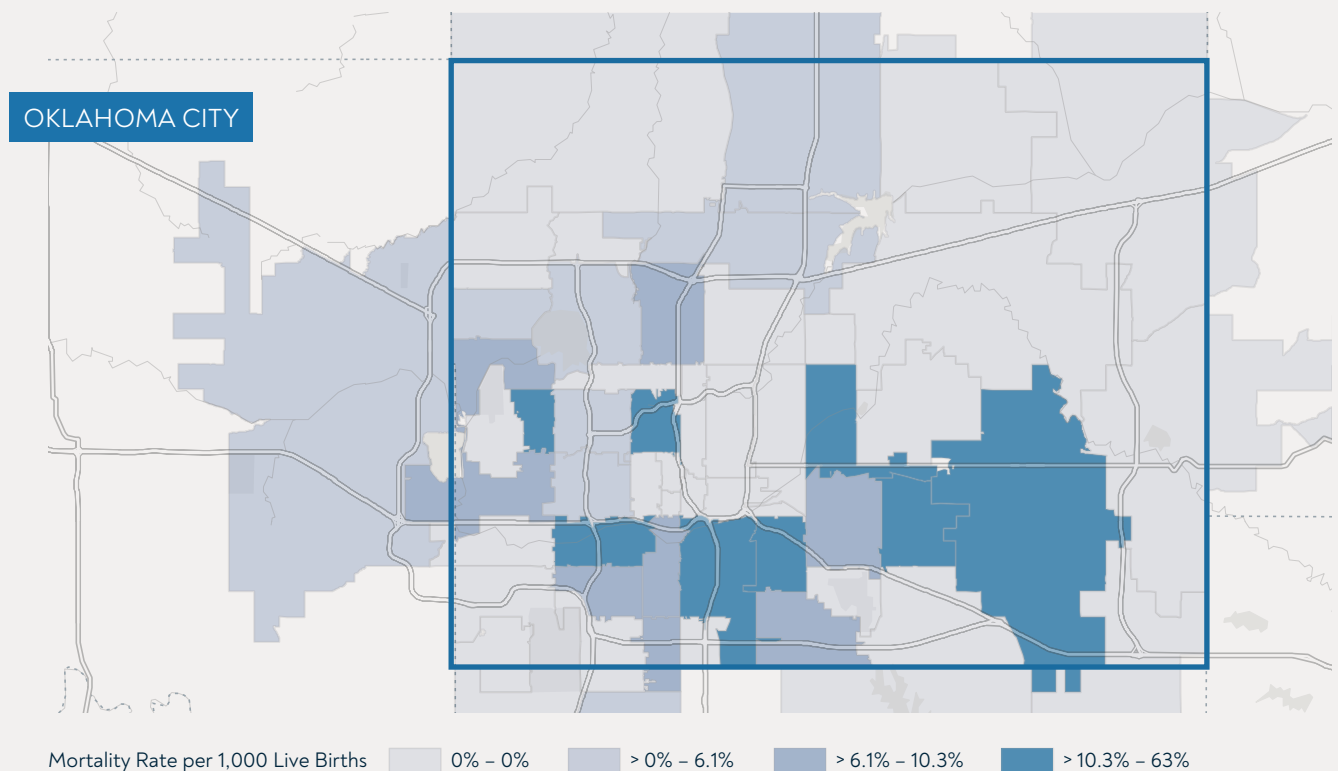 OKLAHOMA CITY
Mortality Rate per 1,000 Live Births 0% – 0% > 0% – 6.1% > 6.1% – 10.3% > 10.3% – 63%